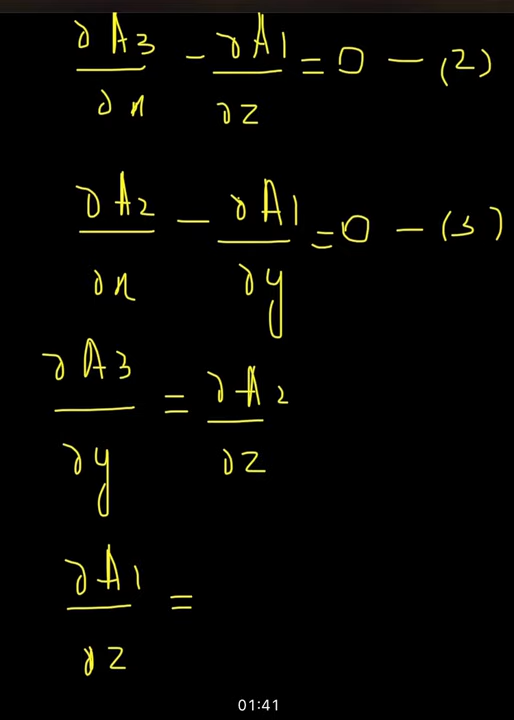 ∂A3/∂x - ∂A1/∂z = 0 - (2)
∂A2/∂x - ∂A1/∂y = 0 - (3)
∂A3/∂y = ∂A2/∂z
∂A1/∂z =
01:41